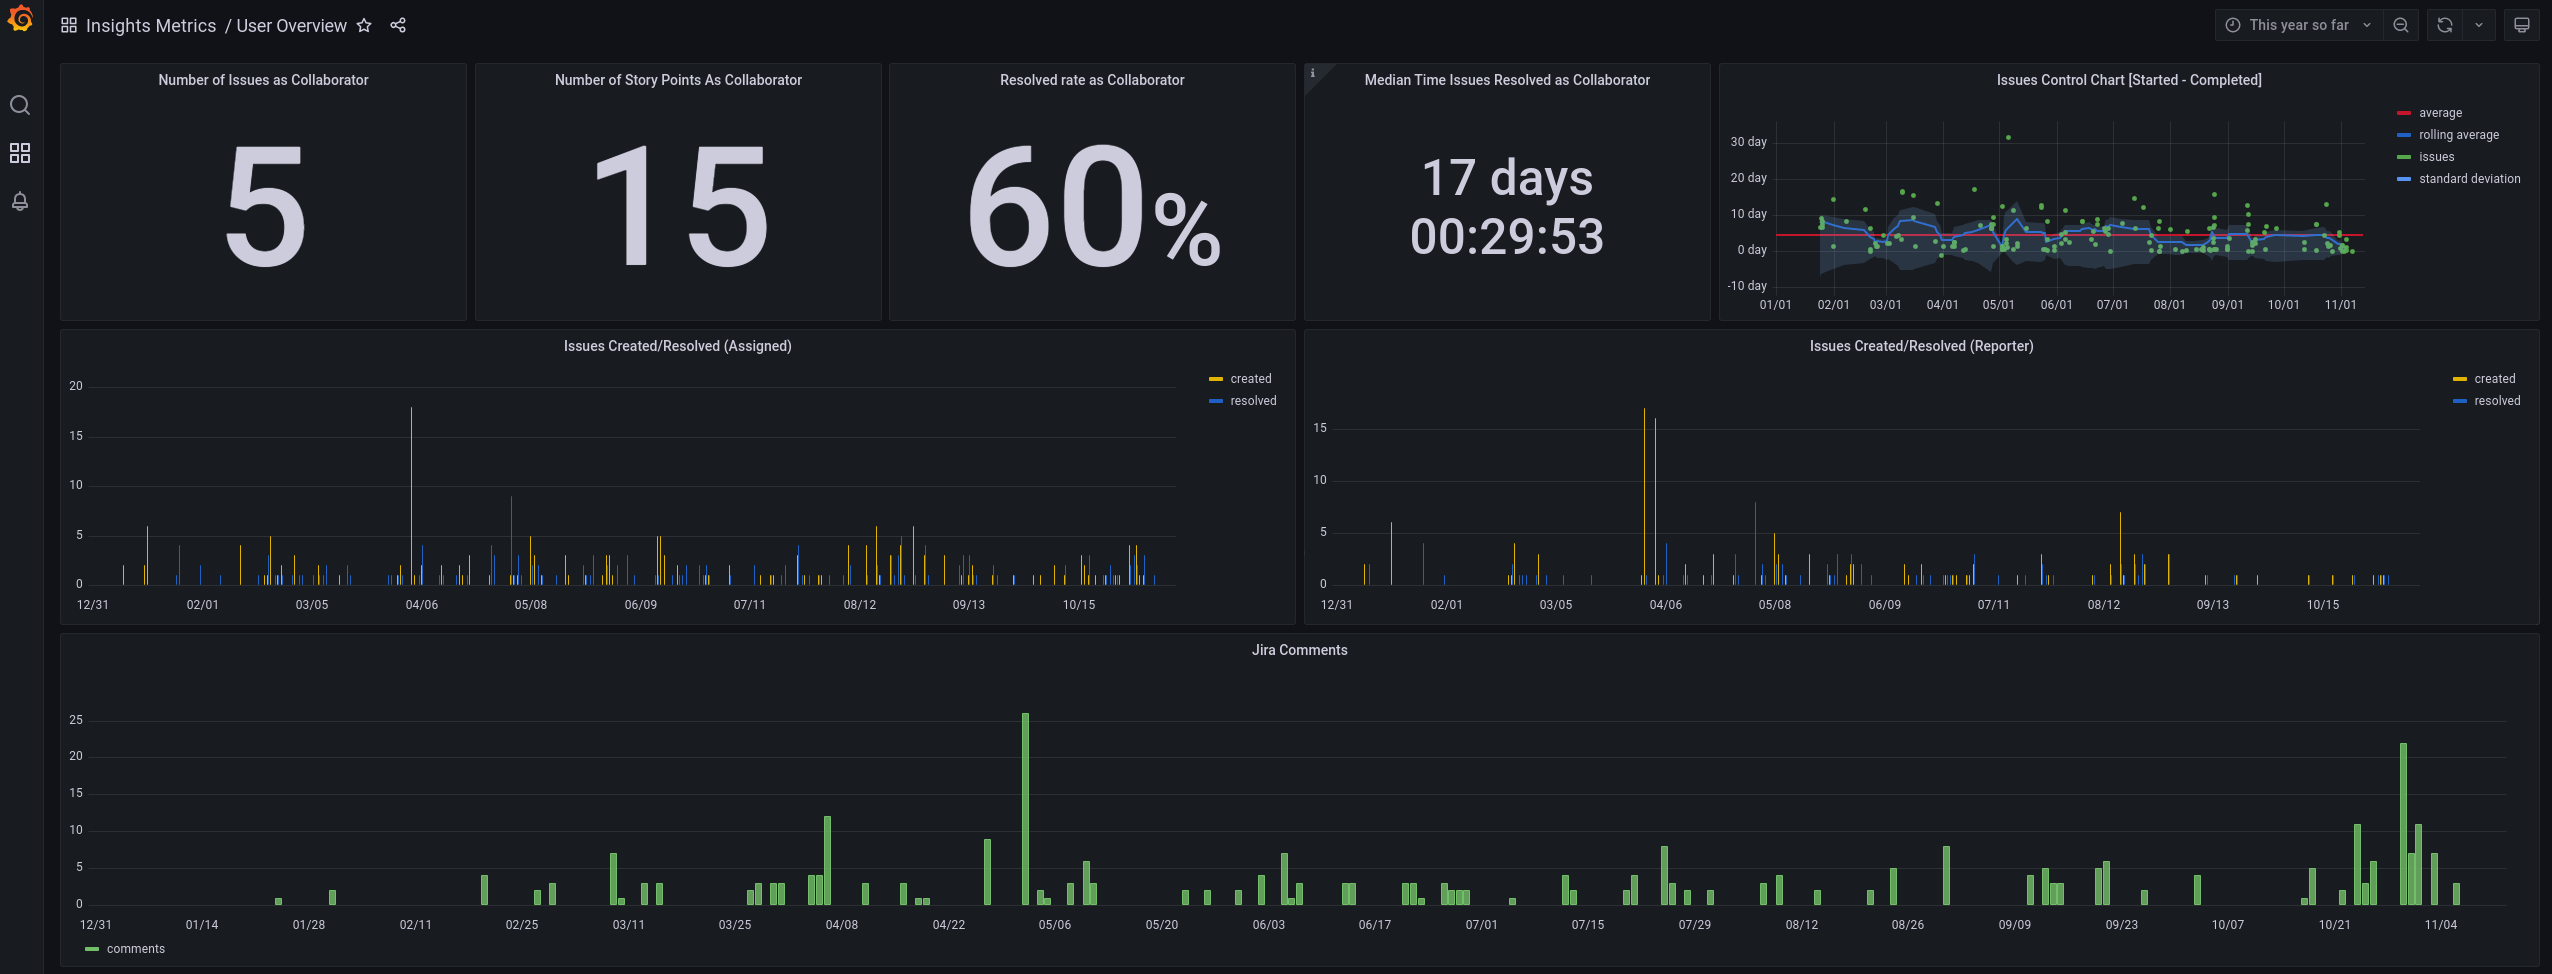 Insights Metrics / User Overview
This year so far
Number of Issues as Collaborator
5
Number of Story Points As Collaborator
15
Resolved rate as Collaborator
60%
i
Median Time Issues Resolved as Collaborator
17 days
00:29:53
Issues Control Chart [Started - Completed]
30 day
20 day
10 day
0 day
-10 day
01/01 02/01 03/01 04/01 05/01 06/01 07/01 08/01 09/01 10/01 11/01
average
rolling average
issues
standard deviation
Issues Created/Resolved (Assigned)
20
15
10
5
0
12/31 02/01 03/05 04/06 05/08 06/09 07/11 08/12 09/13 10/15
created
resolved
Issues Created/Resolved (Reporter)
15
10
5
0
12/31 02/01 03/05 04/06 05/08 06/09 07/11 08/12 09/13 10/15
created
resolved
Jira Comments
25
20
15
10
5
0
12/31 01/14 01/28 02/11 02/25 03/11 03/25 04/08 04/22 05/06 05/20 06/03 06/17 07/01 07/15 07/29 08/12 08/26 09/09 09/23 10/07 10/21 11/04
comments